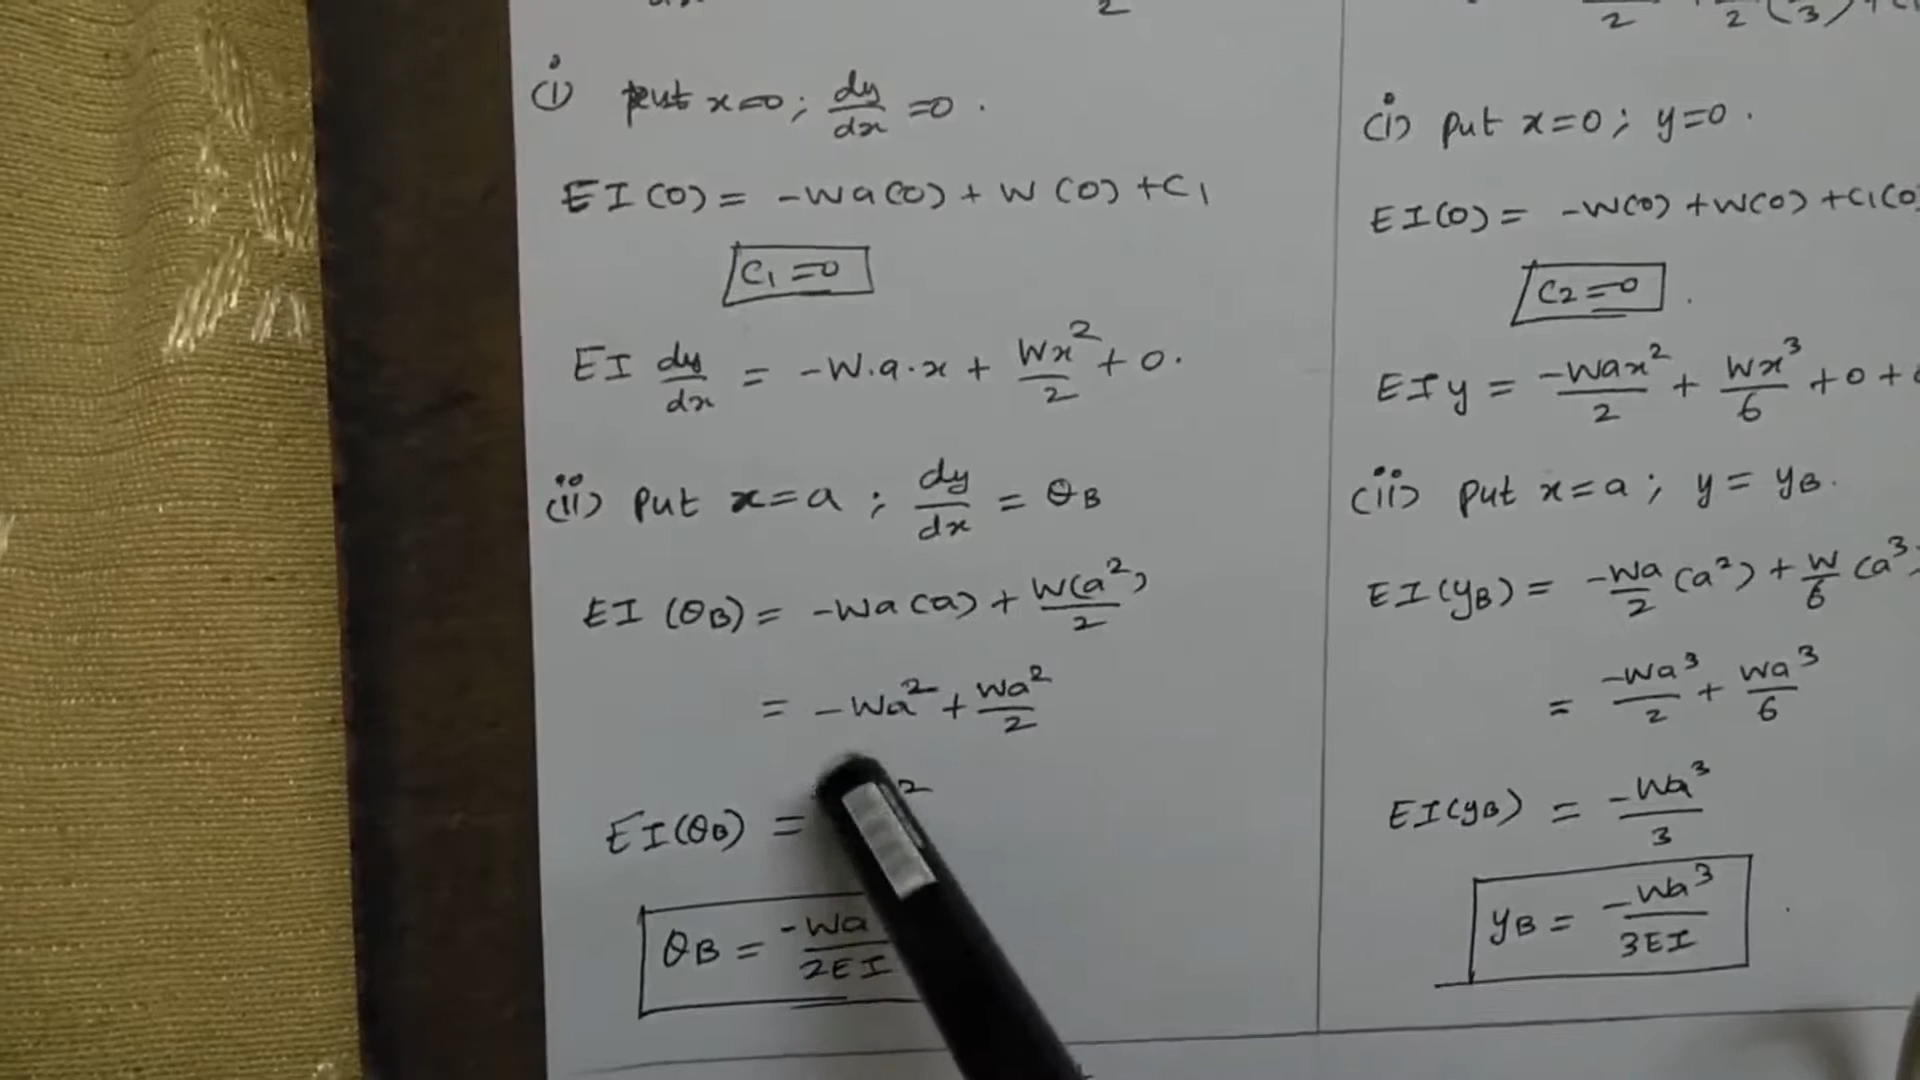 (i) put x=0; dy/dx =0.
EI(0) = -Wa(0) + W(0) + C₁
C₁=0
EI dy/dx = -W.a.x + Wx²/2 + 0.
(ii) put x=a; dy/dx = θB
EI(θB) = -Wa(a) + W(a²)/2
= -Wa² + Wa²/2
EI(θB) =
θB = -Wa/2EI
(i) put x=0; y=0.
EI(0) = -W(0) + W(0) + C₁(0
C₂=0
EIy = -Wax²/2 + Wx³/6 + 0 +
(ii) put x=a; y= yB.
EI(yB) = -Wa/2 (a²) + W/6 (a³)
= -Wa³/2 + Wa³/6
EI(yB) = -Wa³/3
yB = -Wa³/3EI